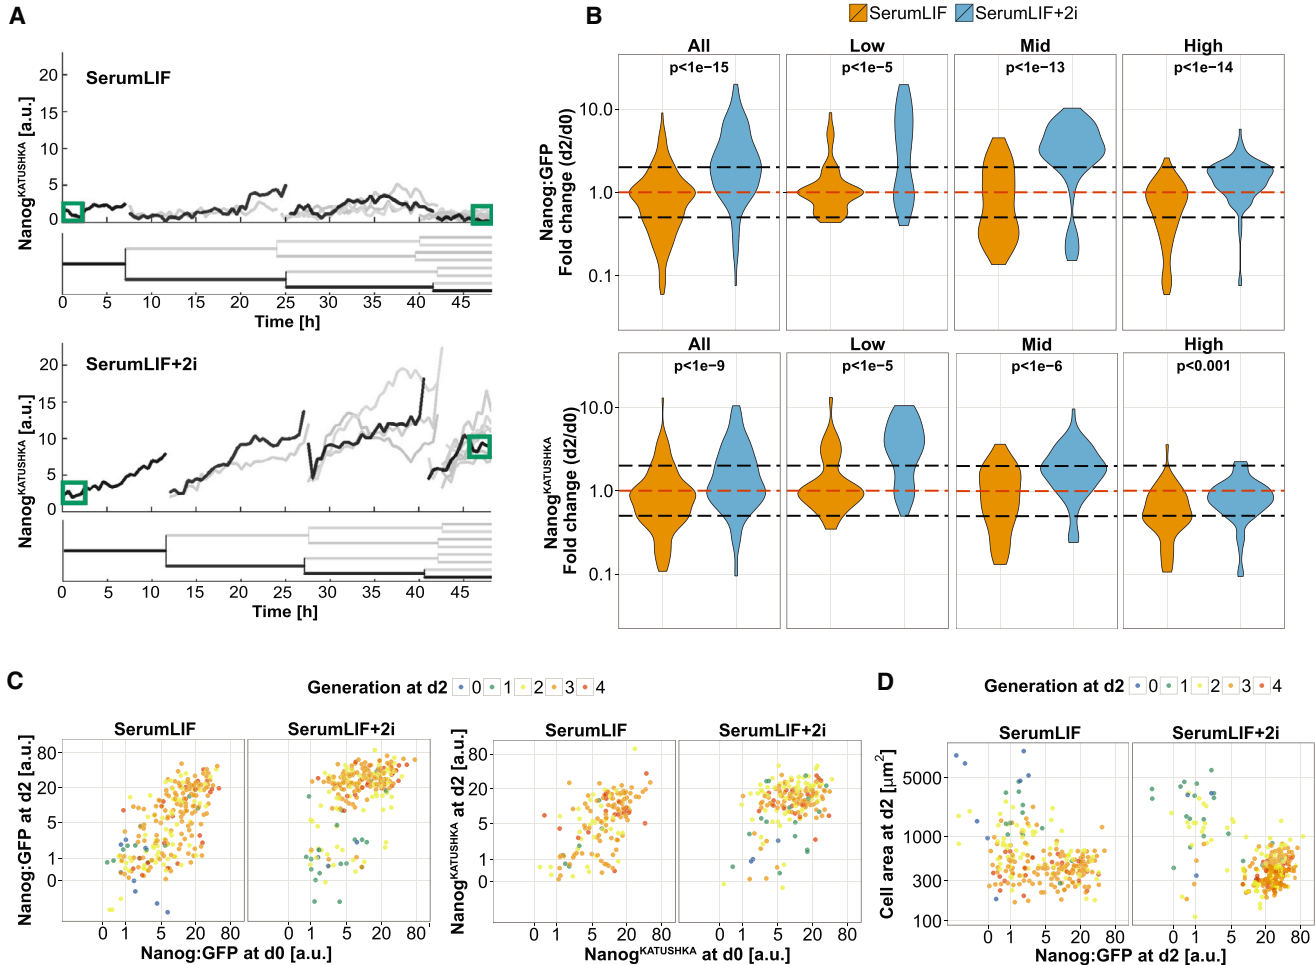 A
SerumLIF
Nanog^KATUSHKA [a.u.]
20
15
10
5
0
0 5 10 15 20 25 30 35 40 45
Time [h]
SerumLIF+2i
Nanog^KATUSHKA [a.u.]
20
15
10
5
0
0 5 10 15 20 25 30 35 40 45
Time [h]
B
SerumLIF SerumLIF+2i
All Low Mid High
p<1e−15 p<1e−5 p<1e−13 p<1e−14
Nanog:GFP
Fold change (d2/d0)
10.0
1.0
0.1
All Low Mid High
p<1e−9 p<1e−5 p<1e−6 p<0.001
Nanog^KATUSHKA
Fold change (d2/d0)
10.0
1.0
0.1
C
Generation at d2 0 1 2 3 4
SerumLIF SerumLIF+2i
Nanog:GFP at d2 [a.u.]
80
20
5
1
0
0 1 5 20 80 0 1 5 20 80
Nanog:GFP at d0 [a.u.]
SerumLIF SerumLIF+2i
Nanog^KATUSHKA at d2 [a.u.]
80
20
5
1
0
0 1 5 20 80 0 1 5 20 80
Nanog^KATUSHKA at d0 [a.u.]
D
Generation at d2 0 1 2 3 4
SerumLIF SerumLIF+2i
Cell area at d2 [μm²]
5000
1000
300
100
0 1 5 20 80 0 1 5 20 80
Nanog:GFP at d2 [a.u.]